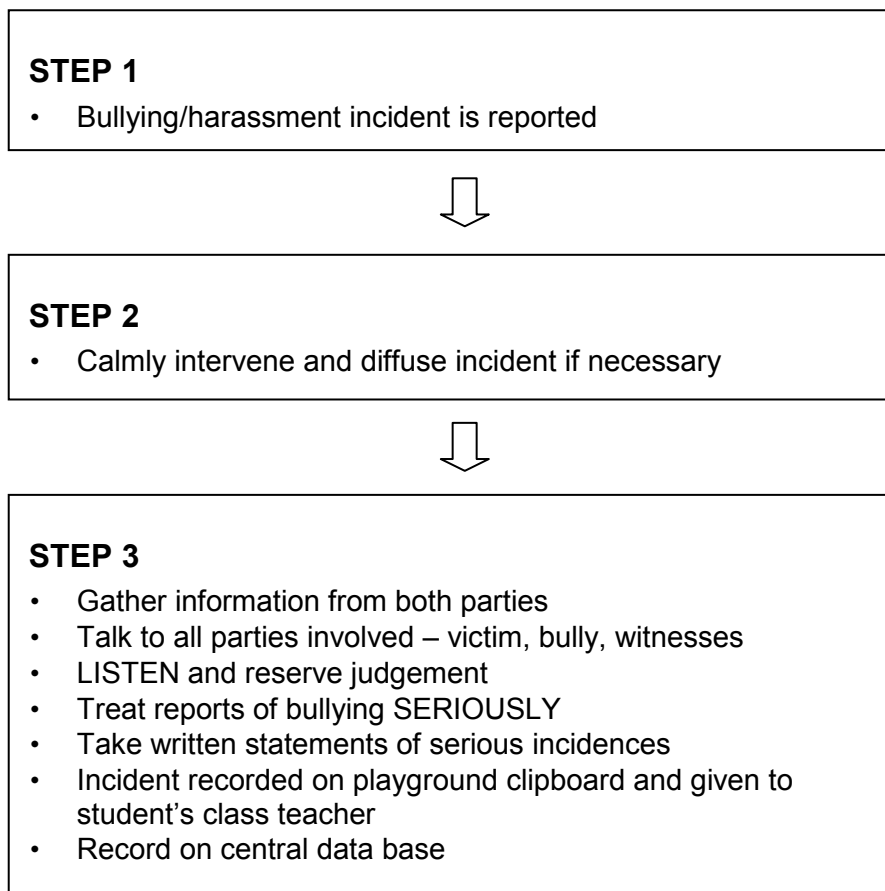 STEP 1
• Bullying/harassment incident is reported
STEP 2
• Calmly intervene and diffuse incident if necessary
STEP 3
• Gather information from both parties
• Talk to all parties involved – victim, bully, witnesses
• LISTEN and reserve judgement
• Treat reports of bullying SERIOUSLY
• Take written statements of serious incidences
• Incident recorded on playground clipboard and given to
student’s class teacher
• Record on central data base